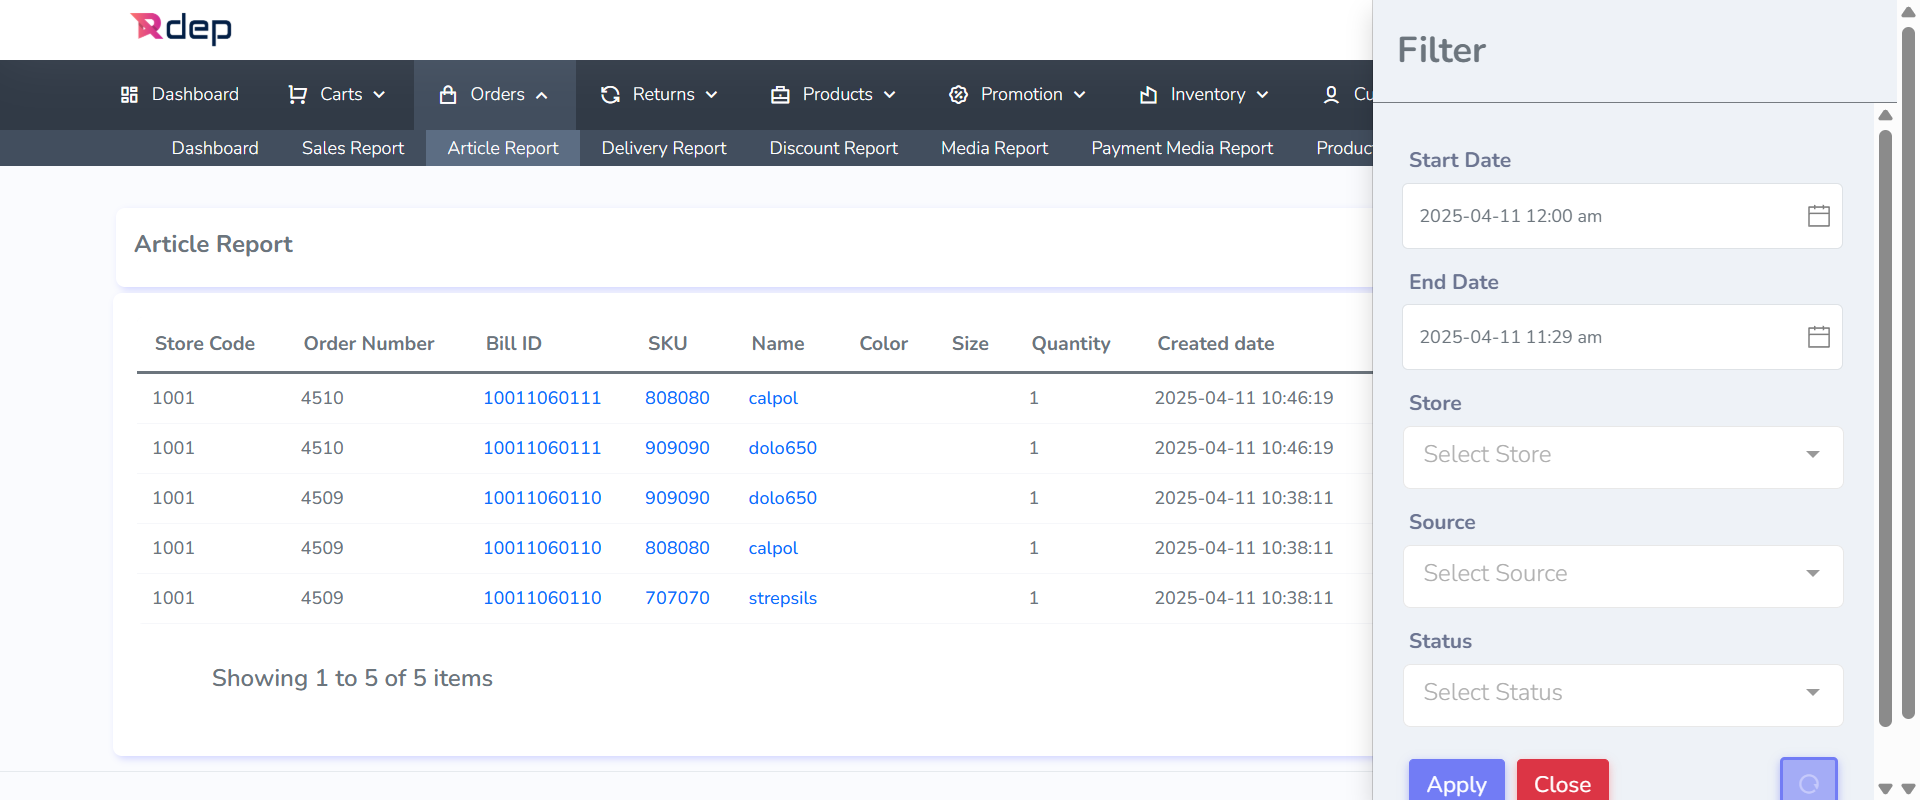 Rdep
Dashboard Carts Orders Returns Products Promotion Inventory Cu
Dashboard Sales Report Article Report Delivery Report Discount Report Media Report Payment Media Report Produc
Article Report
Store Code Order Number Bill ID SKU Name Color Size Quantity Created date
1001 4510 10011060111 808080 calpol 1 2025-04-11 10:46:19
1001 4510 10011060111 909090 dolo650 1 2025-04-11 10:46:19
1001 4509 10011060110 909090 dolo650 1 2025-04-11 10:38:11
1001 4509 10011060110 808080 calpol 1 2025-04-11 10:38:11
1001 4509 10011060110 707070 strepsils 1 2025-04-11 10:38:11
Showing 1 to 5 of 5 items
Filter
Start Date
2025-04-11 12:00 am
End Date
2025-04-11 11:29 am
Store
Select Store
Source
Select Source
Status
Select Status
Apply Close